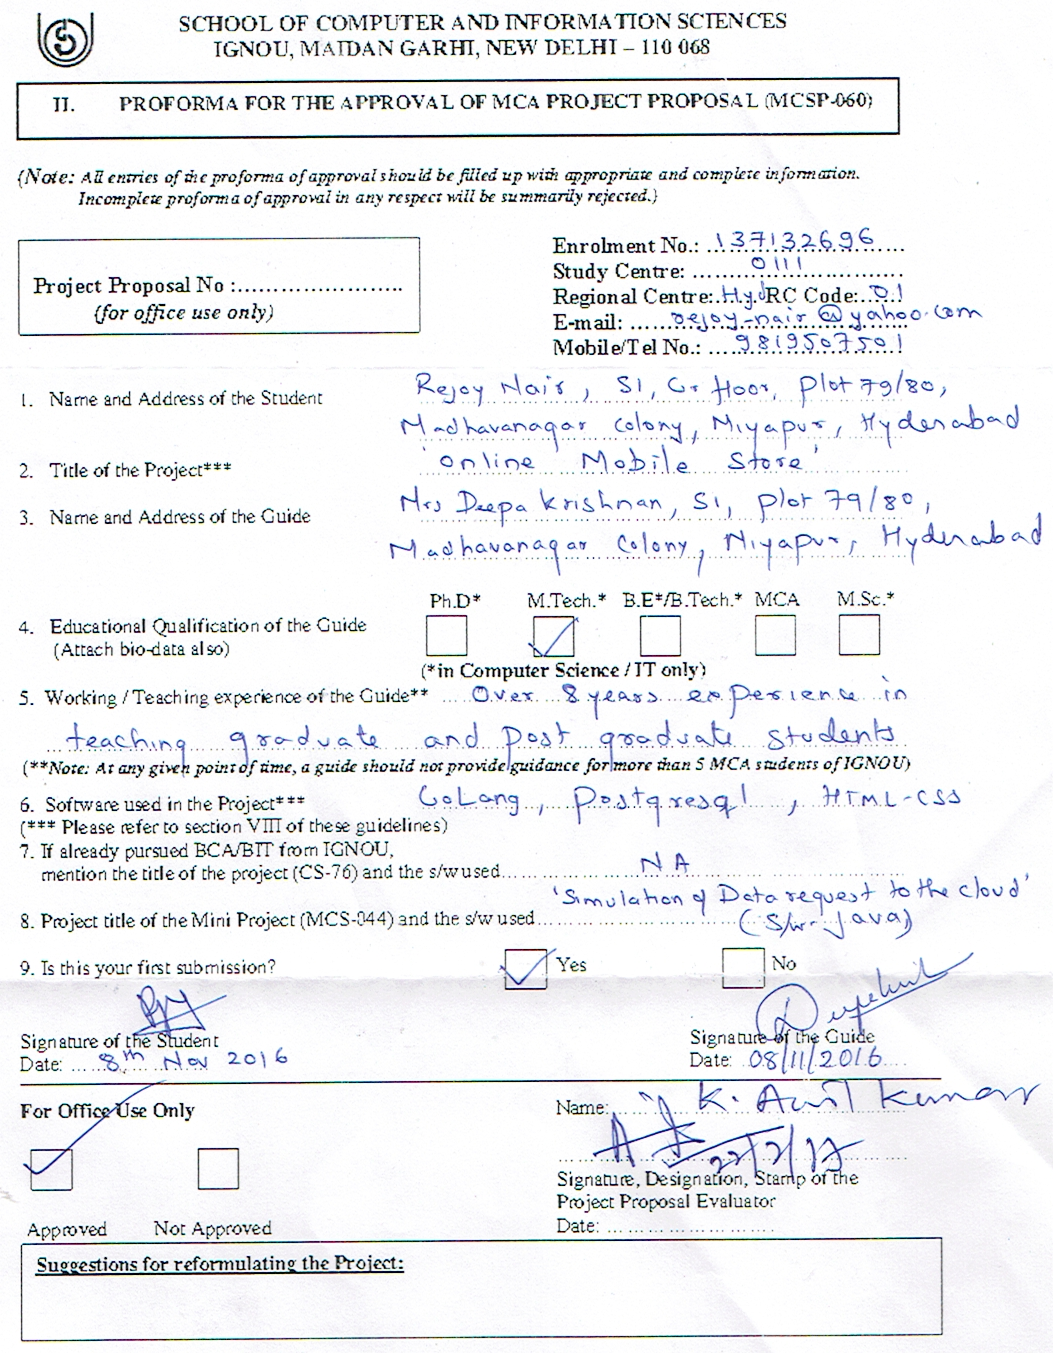 SCHOOL OF COMPUTER AND INFORMATION SCIENCES
IGNOU, MAIDAN GARHI, NEW DELHI – 110 068
II. PROFORMA FOR THE APPROVAL OF MCA PROJECT PROPOSAL (MCSP-060)
(Note: All entries of the proforma of approval should be filled up with appropriate and complete information.
Incomplete proforma of approval in any respect will be summarily rejected.)
Project Proposal No :........................
(for office use only)
Enrolment No.: 137132696
Study Centre: 0111
Regional Centre: Hyd RC Code: 01
E-mail: rejoy-nair@yahoo.com
Mobile/Tel No.: 9819507501
1. Name and Address of the Student Rejoy Nair, S1, Gr floor, Plot 79/80,
Madhavanagar Colony, Miyapur, Hyderabad
2. Title of the Project*** 'Online Mobile Store'
3. Name and Address of the Guide Mrs Deepa Krishnan, S1, Plot 79/80,
Madhavanagar Colony, Miyapur, Hyderabad
Ph.D* M.Tech.* B.E*/B.Tech.* MCA M.Sc.*
4. Educational Qualification of the Guide
(Attach bio-data also)
(*in Computer Science / IT only)
5. Working / Teaching experience of the Guide** Over 8 years experience in
teaching graduate and post graduate students
(**Note: At any given point of time, a guide should not provide guidance for more than 5 MCA students of IGNOU)
6. Software used in the Project*** GoLang, Postgresql, HTML-CSS
(*** Please refer to section VIII of these guidelines)
7. If already pursued BCA/BIT from IGNOU,
mention the title of the project (CS-76) and the s/w used NA
'Simulation of Data request to the cloud'
8. Project title of the Mini Project (MCS-044) and the s/w used (S/w- Java)
9. Is this your first submission? Yes No
Signature of the Student
Date: 8th Nov 2016
Signature of the Guide
Date: 08/11/2016
For Office Use Only
Approved Not Approved
Name: K. Anil Kumar
Signature, Designation, Stamp of the
Project Proposal Evaluator
Date: ........................
Suggestions for reformulating the Project: